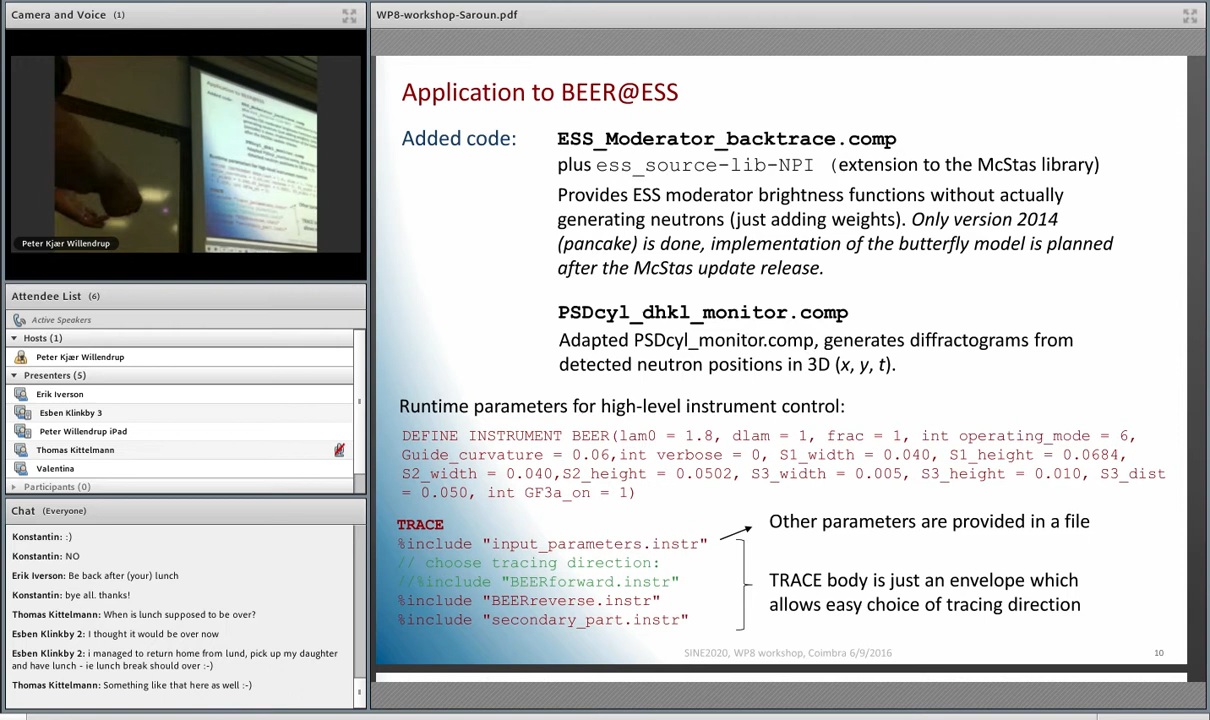 Camera and Voice (1)
Peter Kjær Willendrup
Attendee List (6)
Active Speakers
Hosts (1)
Peter Kjær Willendrup
Presenters (5)
Erik Iverson
Esben Klinkby 3
Peter Willendrup iPad
Thomas Kittelmann
Valentina
Participants (0)
Chat (Everyone)
Konstantin: :)
Konstantin: NO
Erik Iverson: Be back after (your) lunch
Konstantin: bye all. thanks!
Thomas Kittelmann: When is lunch supposed to be over?
Esben Klinkby 2: I thought it would be over now
Esben Klinkby 2: i managed to return home from lund, pick up my daughter
and have lunch - ie lunch break should over :-)
Thomas Kittelmann: Something like that here as well :-)
WP8-workshop-Saroun.pdf
Application to BEER@ESS
Added code:
ESS_Moderator_backtrace.comp
plus ess_source-lib-NPI (extension to the McStas library)
Provides ESS moderator brightness functions without actually
generating neutrons (just adding weights). Only version 2014
(pancake) is done, implementation of the butterfly model is planned
after the McStas update release.
PSDcyl_dhkl_monitor.comp
Adapted PSDcyl_monitor.comp, generates diffractograms from
detected neutron positions in 3D (x, y, t).
Runtime parameters for high-level instrument control:
DEFINE INSTRUMENT BEER(lam0 = 1.8, dlam = 1, frac = 1, int operating_mode = 6,
Guide_curvature = 0.06,int verbose = 0, S1_width = 0.040, S1_height = 0.0684,
S2_width = 0.040,S2_height = 0.0502, S3_width = 0.005, S3_height = 0.010, S3_dist
= 0.050, int GF3a_on = 1)
TRACE
%include "input_parameters.instr"
// choose tracing direction:
//%include "BEERforward.instr"
%include "BEERreverse.instr"
%include "secondary_part.instr"
Other parameters are provided in a file
TRACE body is just an envelope which
allows easy choice of tracing direction
SINE2020, WP8 workshop, Coimbra 6/9/2016
10